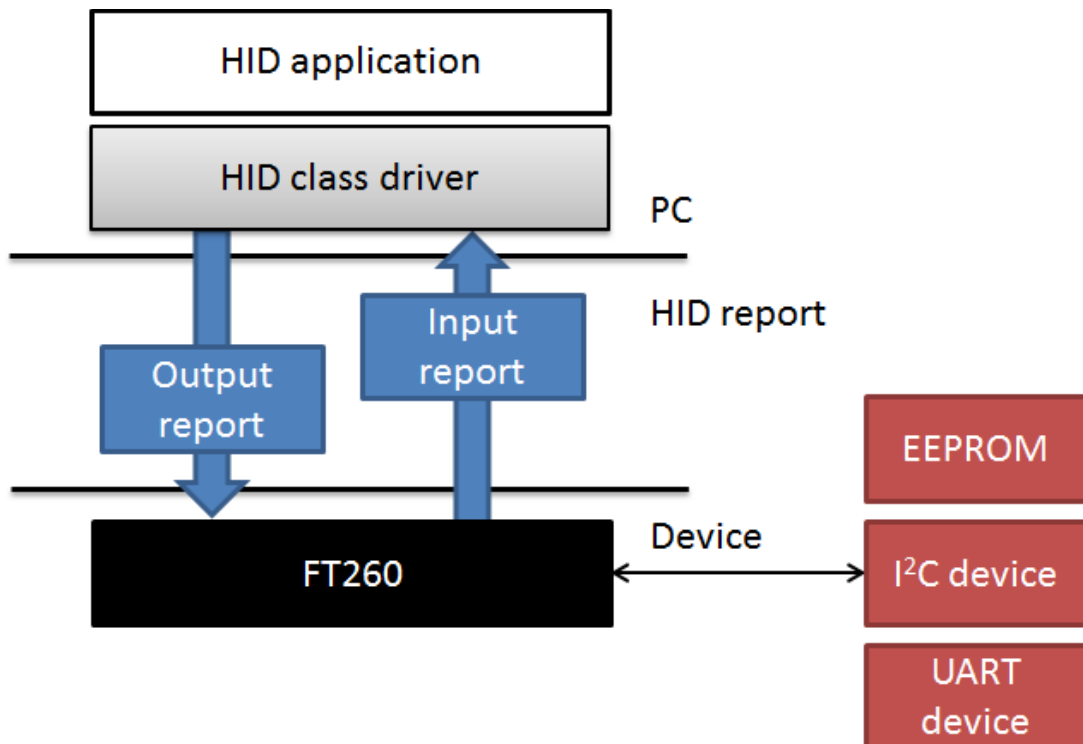 HID application
HID class driver
PC
HID report
Input
report
Output
report
EEPROM
Device
FT260
I²C device
UART
device